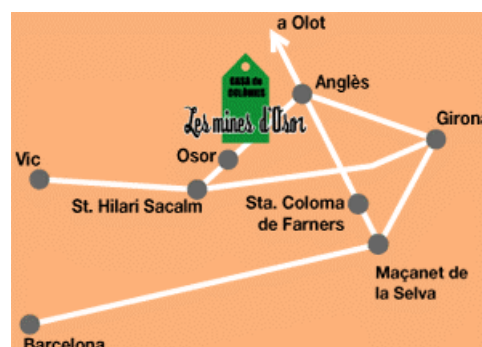 a Olot
Anglès
CASA de
COLÒNIES
Les mines d'Osor
Girona
Osor
Vic
St. Hilari Sacalm
Sta. Coloma
de Farners
Maçanet de
la Selva
Barcelona